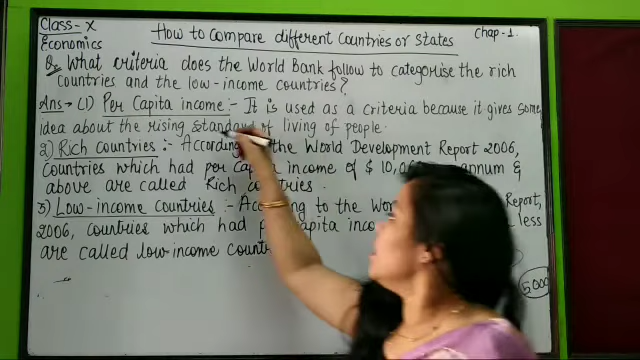 Class-X
Economics
How to Compare different Countries or states
Chap-1.
Q. What criteria does the World Bank follow to categorise the rich
countries and the low-income countries?
Ans → (1) Per Capita income :- It is used as a criteria because it gives some
idea about the rising standard of living of people.
2) Rich countries :- According the World Development Report 2006,
countries which had per capita income of $ annum &
above are called Rich countries.
3) Low-income countries :- According to the Report,
2006, countries which had capita less
are called low income
5000